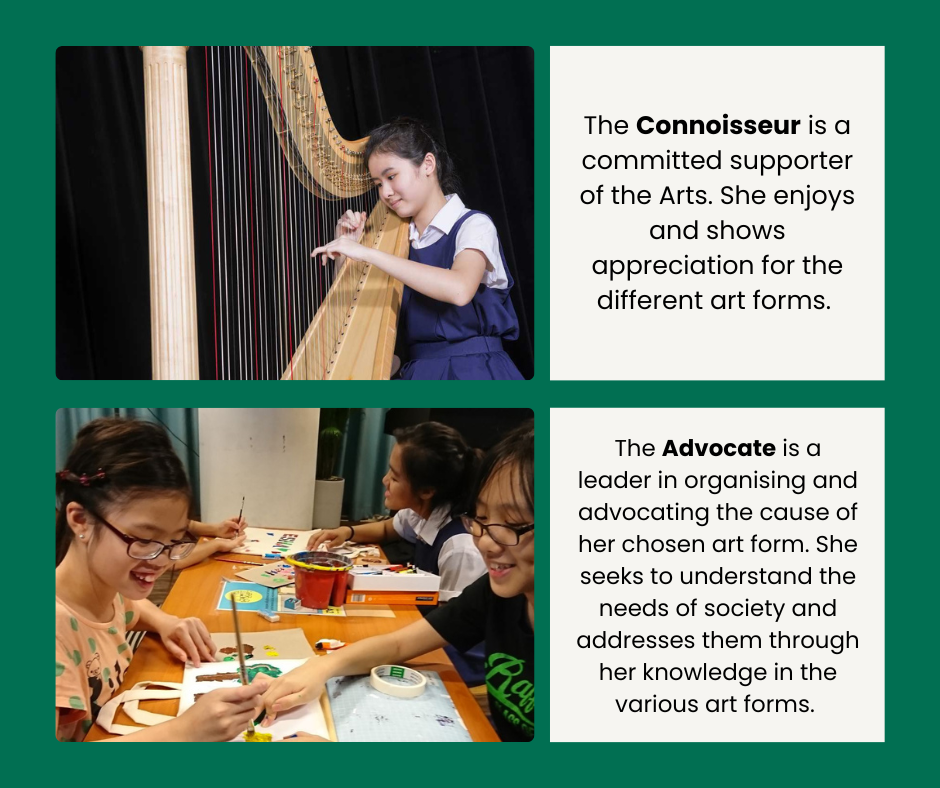 The Connoisseur is a
committed supporter
of the Arts. She enjoys
and shows
appreciation for the
different art forms.
The Advocate is a
leader in organising and
advocating the cause of
her chosen art form. She
seeks to understand the
needs of society and
addresses them through
her knowledge in the
various art forms.